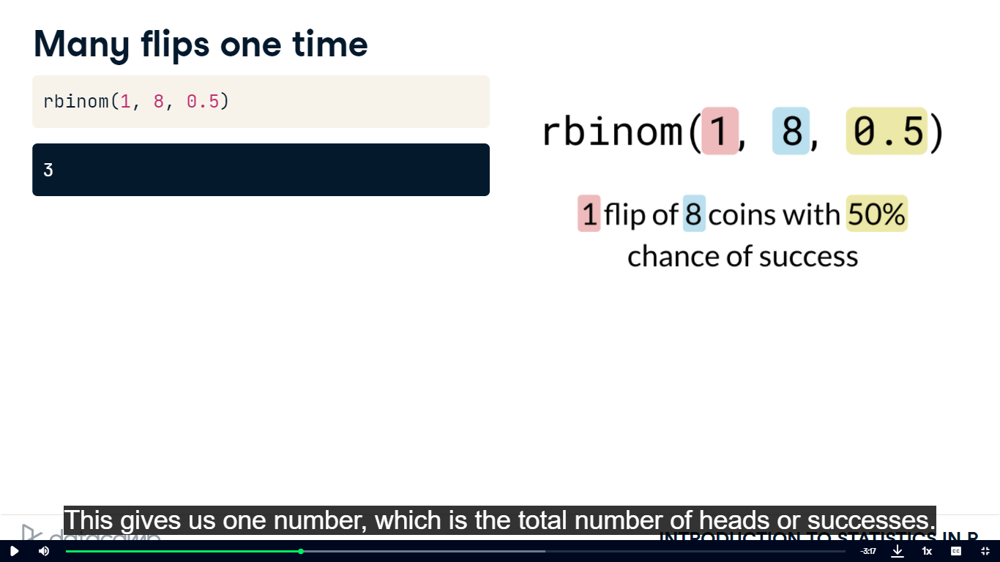 Many flips one time
rbinom(1, 8, 0.5)
3
rbinom(1, 8, 0.5)
1 flip of 8 coins with 50%
chance of success
This gives us one number, which is the total number of heads or successes.
datacamp
INTRODUCTION TO STATISTICS IN R
-3:17
1x
CC